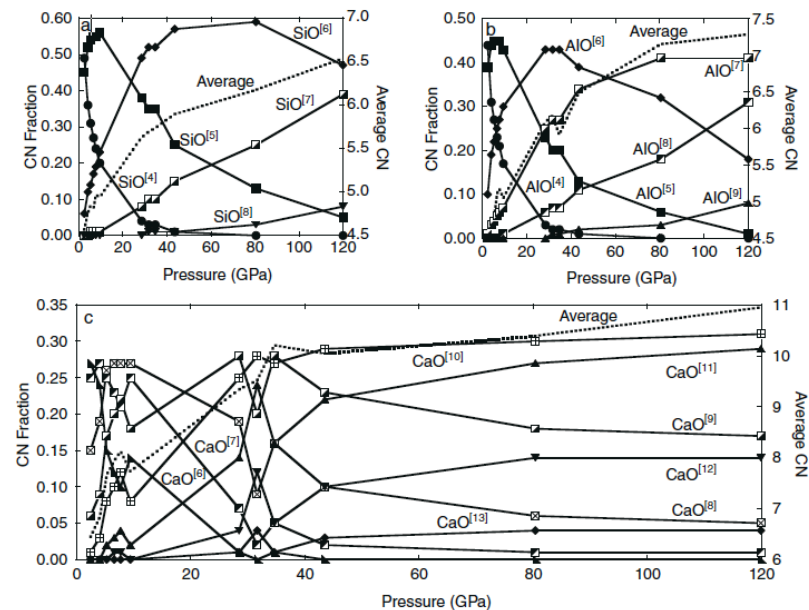 a
0.60
0.50
0.40
0.30
0.20
0.10
0.00
CN Fraction
7.0
6.5
6.0
5.5
5.0
4.5
Average CN
SiO[6]
Average
SiO[7]
SiO[5]
SiO[4]
SiO[8]
0 20 40 60 80 100 120
Pressure (GPa)
b
0.50
0.40
0.30
0.20
0.10
0.00
CN Fraction
7.5
7
6.5
6
5.5
5
4.5
Average CN
Average
AlO[6]
AlO[7]
AlO[8]
AlO[4]
AlO[5]
AlO[9]
0 20 40 60 80 100 120
Pressure (GPa)
c
0.35
0.30
0.25
0.20
0.15
0.10
0.05
0.00
CN Fraction
11
10
9
8
7
6
Average CN
Average
CaO[10]
CaO[11]
CaO[9]
CaO[7]
CaO[6]
CaO[12]
CaO[13]
CaO[8]
0 20 40 60 80 100 120
Pressure (GPa)